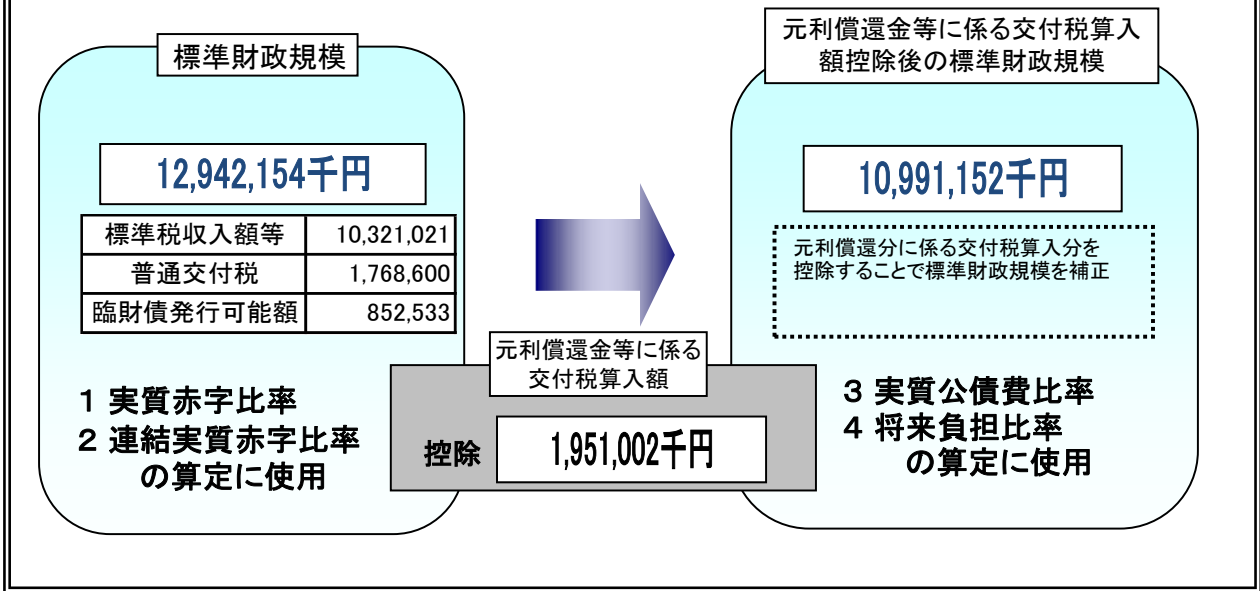 標準財政規模
12,942,154千円
標準税収入額等 10,321,021
普通交付税 1,768,600
臨財債発行可能額 852,533
１ 実質赤字比率
２ 連結実質赤字比率
の算定に使用
元利償還金等に係る
交付税算入額
控除 1,951,002千円
元利償還金等に係る交付税算入
額控除後の標準財政規模
10,991,152千円
元利償還分に係る交付税算入分を
控除することで標準財政規模を補正
３ 実質公債費比率
４ 将来負担比率
の算定に使用